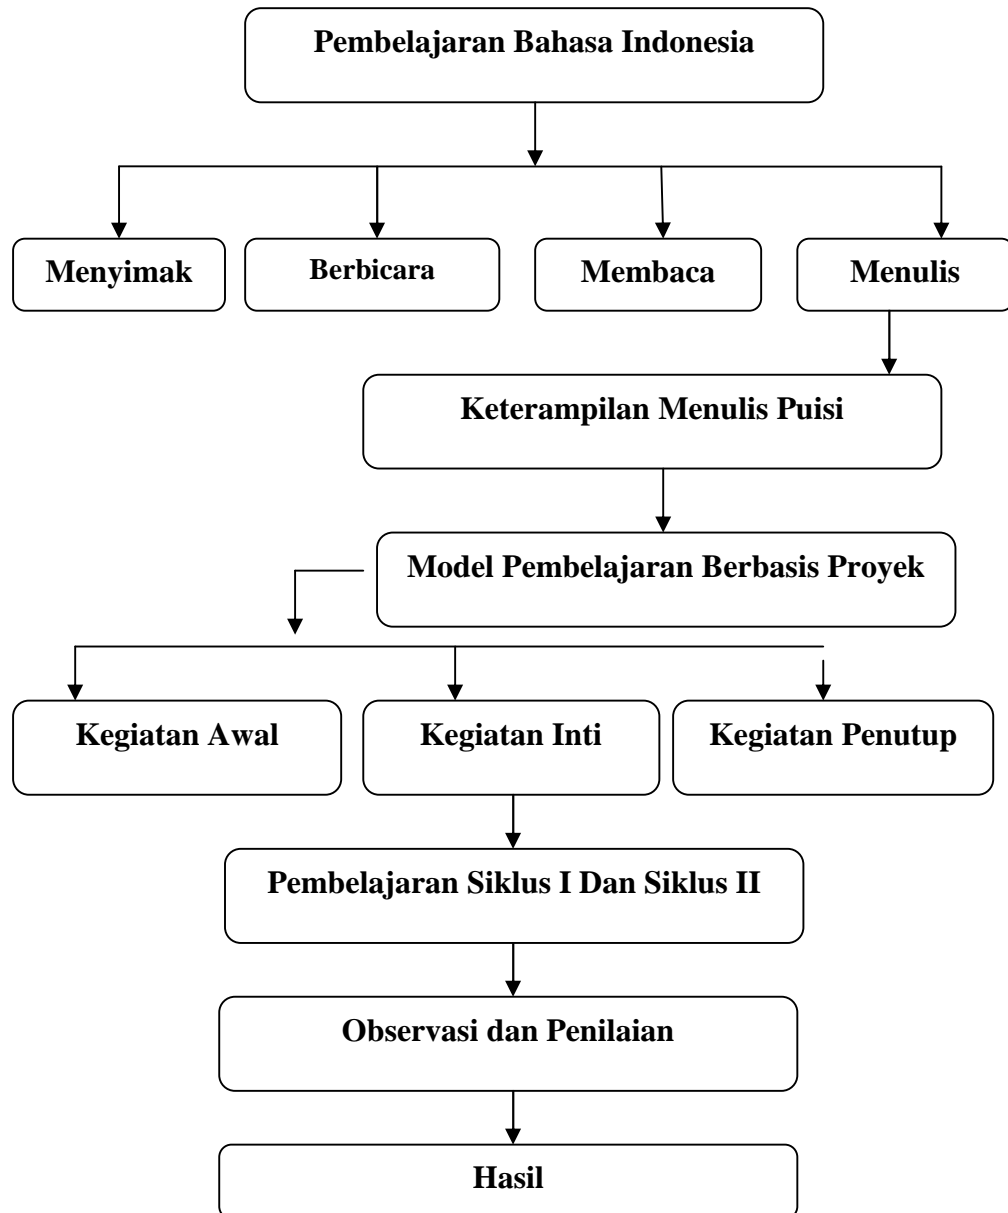 Pembelajaran Bahasa Indonesia
Menyimak
Berbicara
Membaca
Menulis
Keterampilan Menulis Puisi
Model Pembelajaran Berbasis Proyek
Kegiatan Awal
Kegiatan Inti
Kegiatan Penutup
Pembelajaran Siklus I Dan Siklus II
Observasi dan Penilaian
Hasil